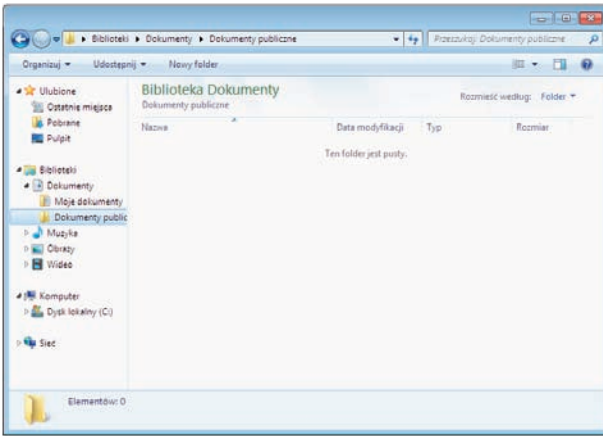 ▸ Biblioteki ▸ Dokumenty ▸ Dokumenty publiczne
Przeszukaj: Dokumenty publiczne
Organizuj Udostępnij Nowy folder
Ulubione
Ostatnie miejsca
Pobrane
Pulpit
Biblioteki
Dokumenty
Moje dokumenty
Dokumenty public
Muzyka
Obrazy
Wideo
Komputer
Dysk lokalny (C:)
Sieć
Biblioteka Dokumenty
Dokumenty publiczne
Rozmieść według: Folder
Nazwa Data modyfikacji Typ Rozmiar
Ten folder jest pusty.
Elementów: 0